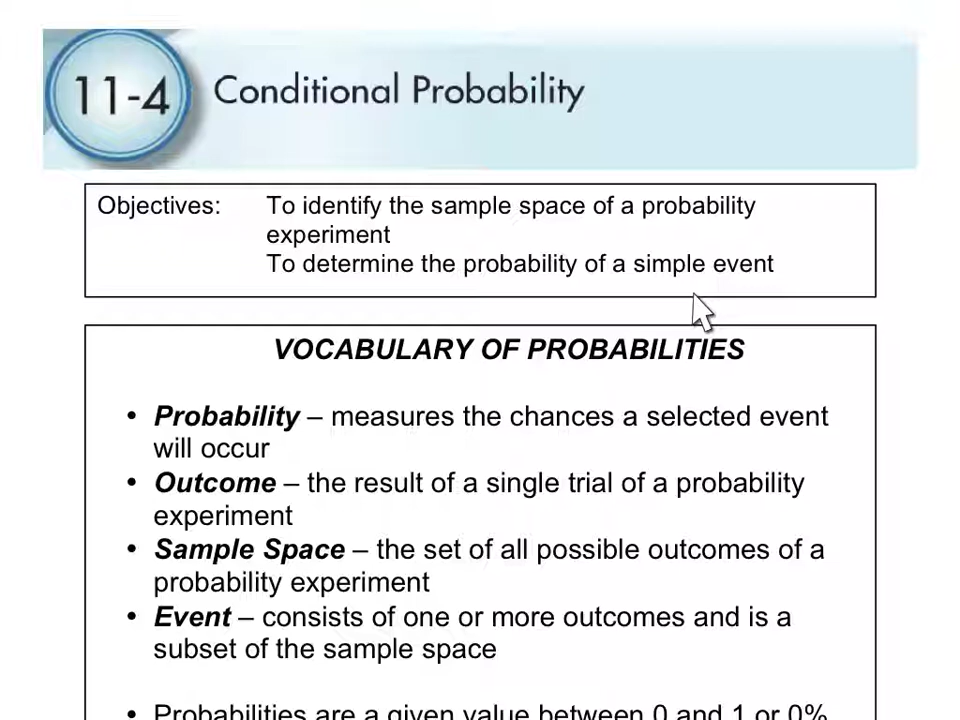 11-4 Conditional Probability
Objectives: To identify the sample space of a probability
experiment
To determine the probability of a simple event
VOCABULARY OF PROBABILITIES
• Probability – measures the chances a selected event
will occur
• Outcome – the result of a single trial of a probability
experiment
• Sample Space – the set of all possible outcomes of a
probability experiment
• Event – consists of one or more outcomes and is a
subset of the sample space
• Probabilities are a given value between 0 and 1 or 0%